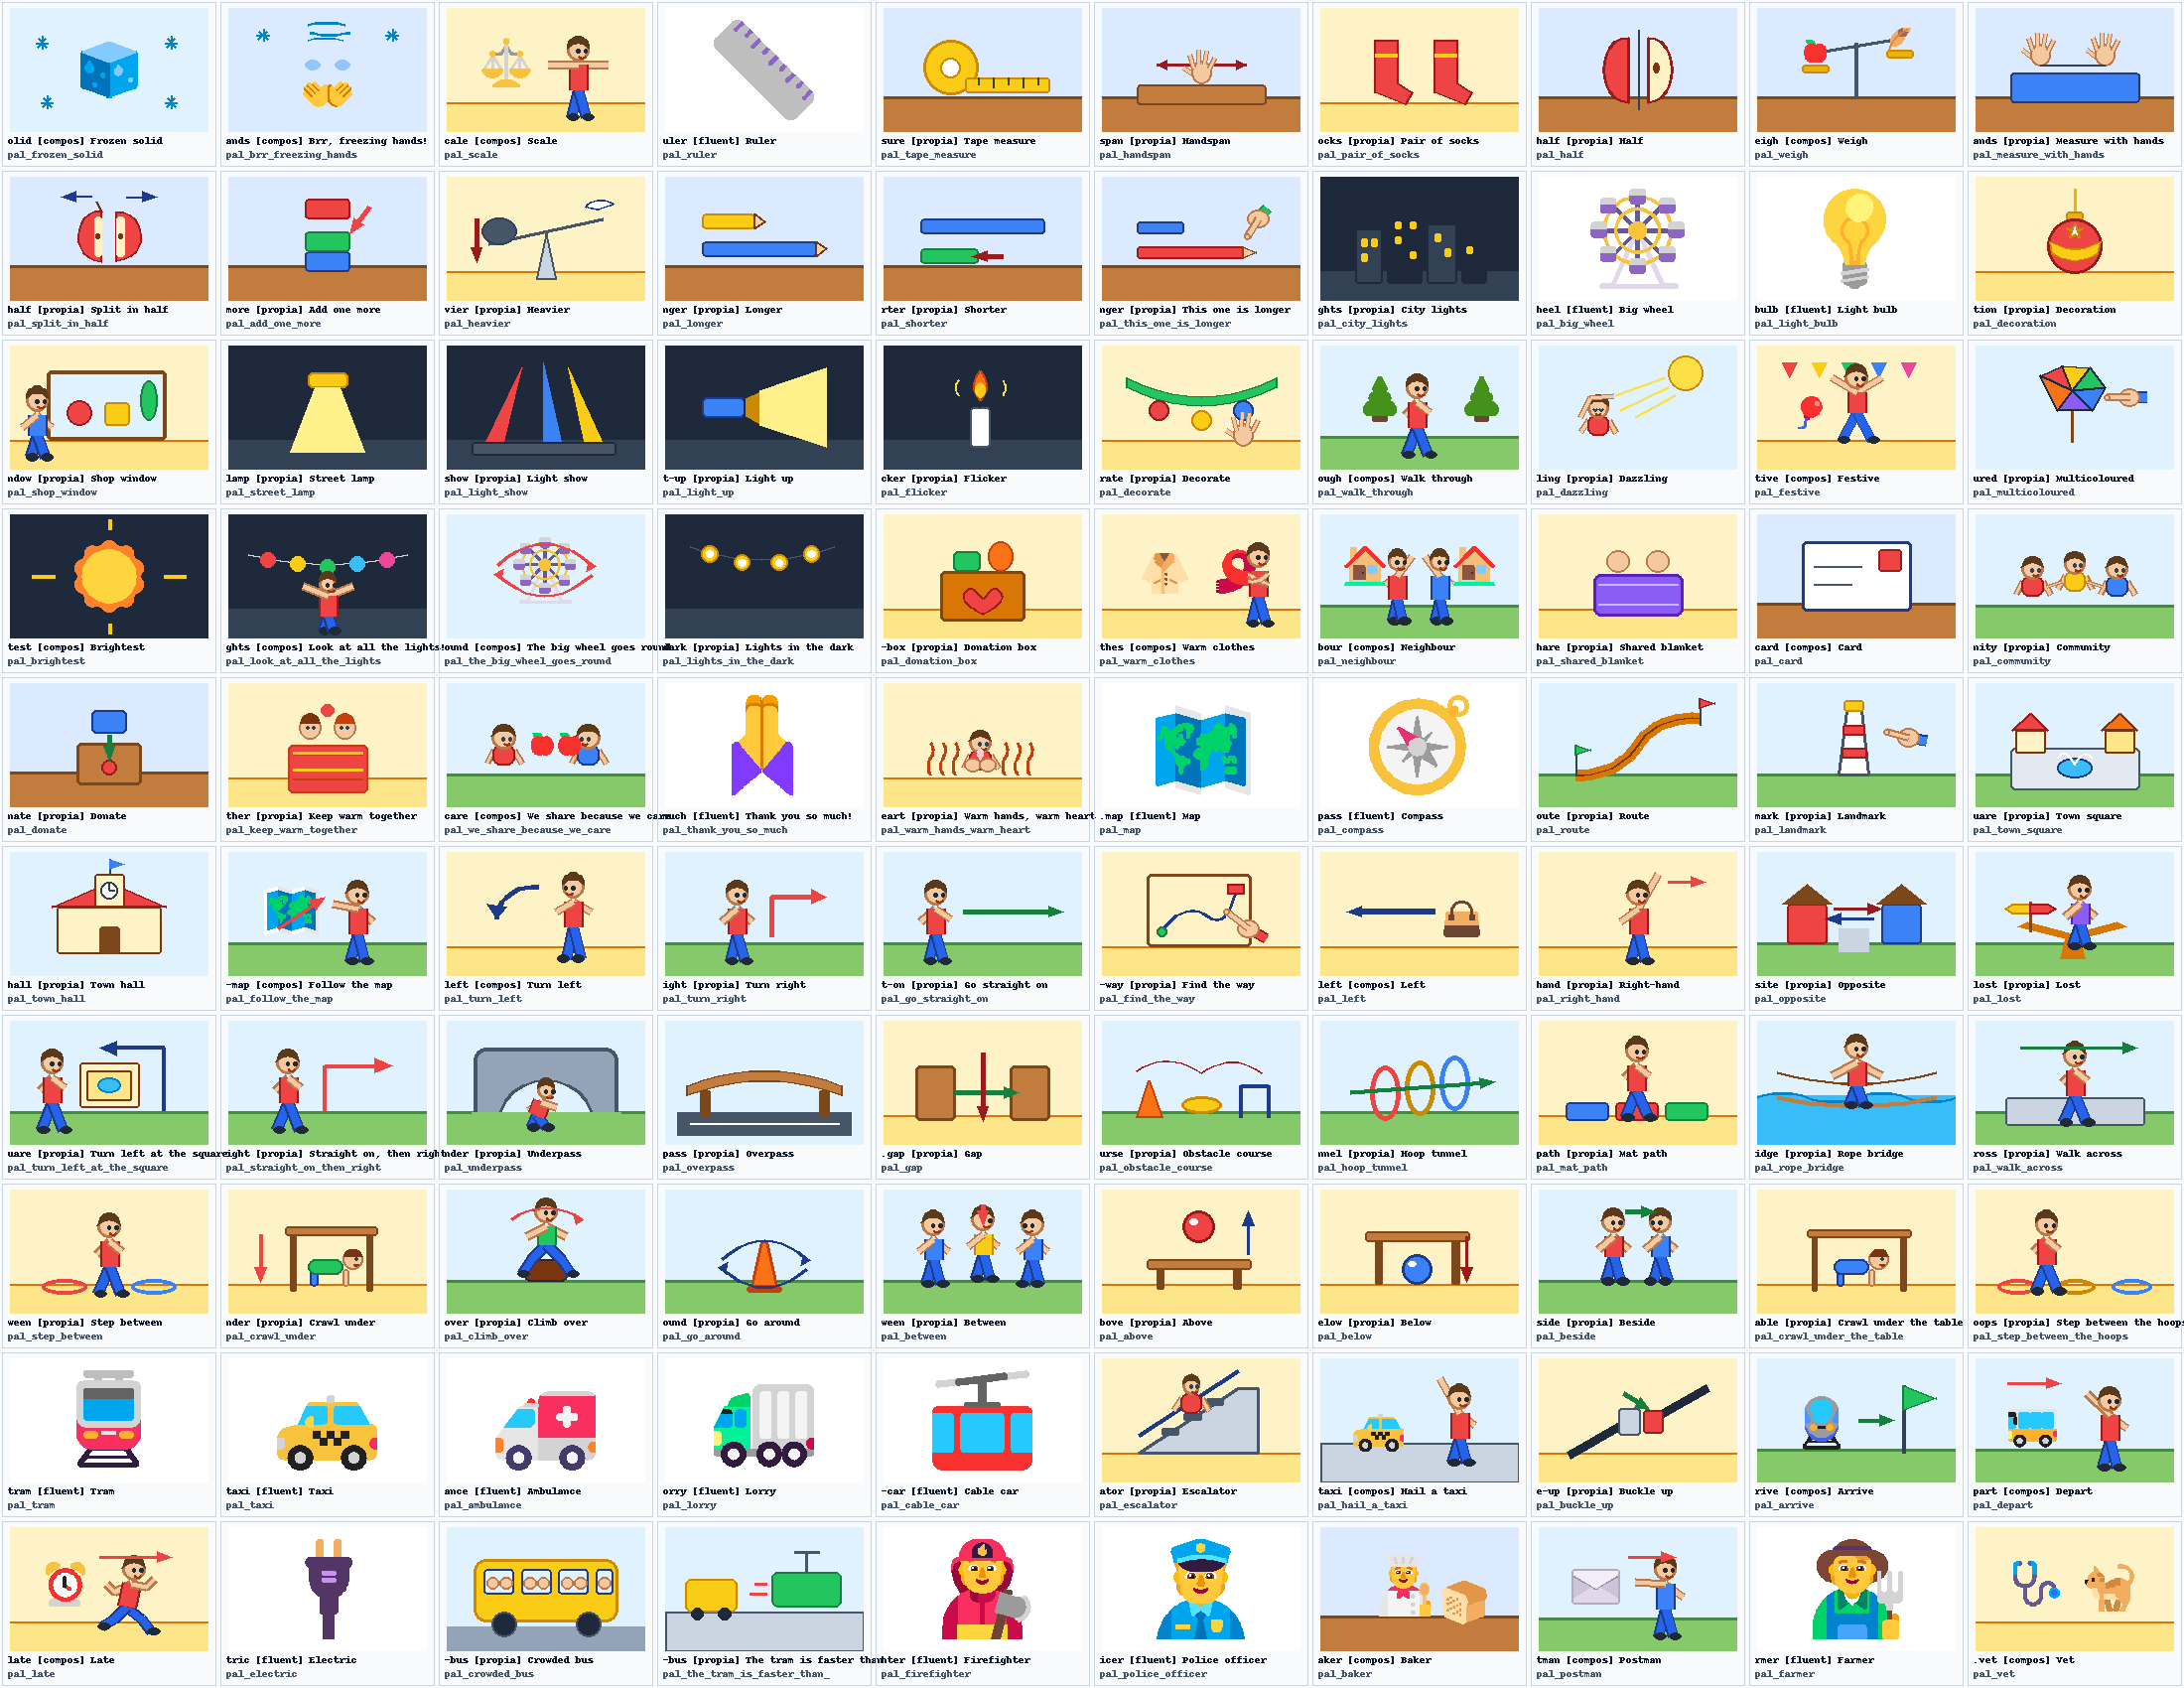 olid [compos] Frozen solid
pal_frozen_solid
ands [compos] Brr, freezing hands!
pal_brr_freezing_hands
cale [compos] Scale
pal_scale
uler [fluent] Ruler
pal_ruler
sure [propia] Tape measure
pal_tape_measure
span [propia] Handspan
pal_handspan
ocks [propia] Pair of socks
pal_pair_of_socks
half [propia] Half
pal_half
eigh [compos] Weigh
pal_weigh
ands [propia] Measure with hands
pal_measure_with_hands
half [propia] Split in half
pal_split_in_half
more [propia] Add one more
pal_add_one_more
vier [propia] Heavier
pal_heavier
nger [propia] Longer
pal_longer
rter [propia] Shorter
pal_shorter
nger [propia] This one is longer
pal_this_one_is_longer
ghts [propia] City lights
pal_city_lights
heel [fluent] Big wheel
pal_big_wheel
bulb [fluent] Light bulb
pal_light_bulb
tion [propia] Decoration
pal_decoration
ndow [propia] Shop window
pal_shop_window
lamp [propia] Street lamp
pal_street_lamp
show [propia] Light show
pal_light_show
t-up [propia] Light up
pal_light_up
cker [propia] Flicker
pal_flicker
rate [propia] Decorate
pal_decorate
ough [compos] Walk through
pal_walk_through
ling [propia] Dazzling
pal_dazzling
tive [compos] Festive
pal_festive
ured [propia] Multicoloured
pal_multicoloured
test [compos] Brightest
pal_brightest
ghts [compos] Look at all the lights!
pal_look_at_all_the_lights
ound [compos] The big wheel goes round
pal_the_big_wheel_goes_round
dark [propia] Lights in the dark
pal_lights_in_the_dark
-box [propia] Donation box
pal_donation_box
thes [compos] Warm clothes
pal_warm_clothes
bour [compos] Neighbour
pal_neighbour
hare [propia] Shared blanket
pal_shared_blanket
card [compos] Card
pal_card
nity [propia] Community
pal_community
nate [propia] Donate
pal_donate
ther [propia] Keep warm together
pal_keep_warm_together
care [compos] We share because we care
pal_we_share_because_we_care
much [fluent] Thank you so much!
pal_thank_you_so_much
eart [propia] Warm hands, warm heart
pal_warm_hands_warm_heart
.map [fluent] Map
pal_map
pass [fluent] Compass
pal_compass
oute [propia] Route
pal_route
mark [propia] Landmark
pal_landmark
uare [propia] Town square
pal_town_square
hall [propia] Town hall
pal_town_hall
-map [compos] Follow the map
pal_follow_the_map
left [compos] Turn left
pal_turn_left
ight [propia] Turn right
pal_turn_right
t-on [propia] Go straight on
pal_go_straight_on
-way [propia] Find the way
pal_find_the_way
left [compos] Left
pal_left
hand [propia] Right-hand
pal_right_hand
site [propia] Opposite
pal_opposite
lost [propia] Lost
pal_lost
uare [propia] Turn left at the square
pal_turn_left_at_the_square
ight [propia] Straight on, then right
pal_straight_on_then_right
nder [propia] Underpass
pal_underpass
pass [propia] Overpass
pal_overpass
.gap [propia] Gap
pal_gap
urse [propia] Obstacle course
pal_obstacle_course
nnel [propia] Hoop tunnel
pal_hoop_tunnel
path [propia] Mat path
pal_mat_path
idge [propia] Rope bridge
pal_rope_bridge
ross [propia] Walk across
pal_walk_across
ween [propia] Step between
pal_step_between
nder [propia] Crawl under
pal_crawl_under
over [propia] Climb over
pal_climb_over
ound [propia] Go around
pal_go_around
ween [propia] Between
pal_between
bove [propia] Above
pal_above
elow [propia] Below
pal_below
side [propia] Beside
pal_beside
able [propia] Crawl under the table
pal_crawl_under_the_table
oops [propia] Step between the hoops
pal_step_between_the_hoops
tram [fluent] Tram
pal_tram
taxi [fluent] Taxi
pal_taxi
ance [fluent] Ambulance
pal_ambulance
orry [fluent] Lorry
pal_lorry
-car [fluent] Cable car
pal_cable_car
ator [propia] Escalator
pal_escalator
taxi [compos] Hail a taxi
pal_hail_a_taxi
e-up [propia] Buckle up
pal_buckle_up
rive [compos] Arrive
pal_arrive
part [compos] Depart
pal_depart
late [compos] Late
pal_late
tric [fluent] Electric
pal_electric
-bus [propia] Crowded bus
pal_crowded_bus
-bus [propia] The tram is faster than
pal_the_tram_is_faster_than_
hter [fluent] Firefighter
pal_firefighter
icer [fluent] Police officer
pal_police_officer
aker [compos] Baker
pal_baker
tman [compos] Postman
pal_postman
rmer [fluent] Farmer
pal_farmer
.vet [compos] Vet
pal_vet